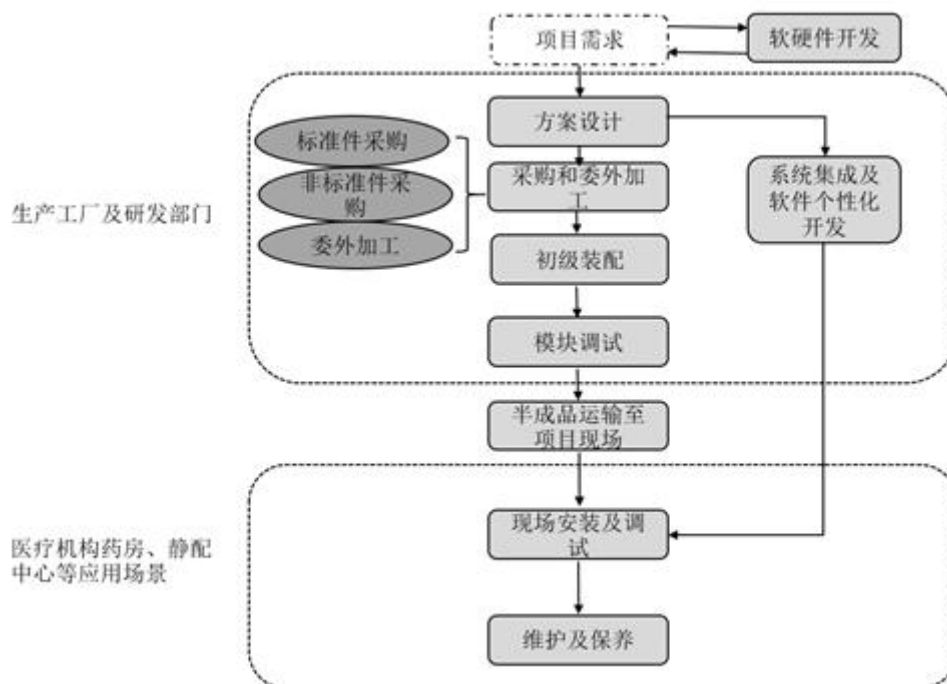 项目需求
软硬件开发
方案设计
标准件采购
非标准件采
购
委外加工
采购和委外加
工
系统集成及
软件个性化
开发
生产工厂及研发部门
初级装配
模块调试
半成品运输至
项目现场
医疗机构药房、静配
中心等应用场景
现场安装及调
试
维护及保养